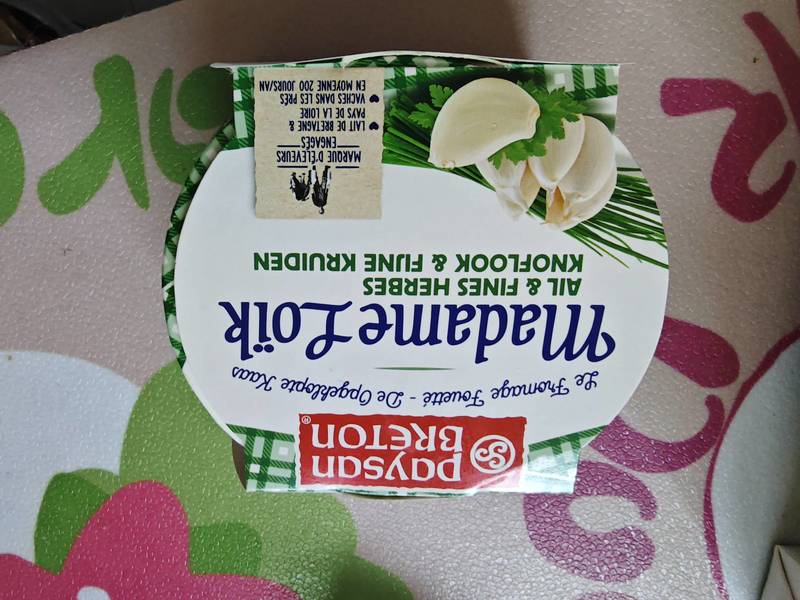 paysan
BRETON®
Le Fromage Fouetté - De Opgeklopte Kaas
Madame Loïk
AIL & FINES HERBES
KNOFLOOK & FIJNE KRUIDEN
MARQUE D'ÉLEVEURS
ENGAGÉS
LAIT DE BRETAGNE &
PAYS DE LA LOIRE
VACHES DANS LES PRÉS
EN MOYENNE 200 JOURS/AN